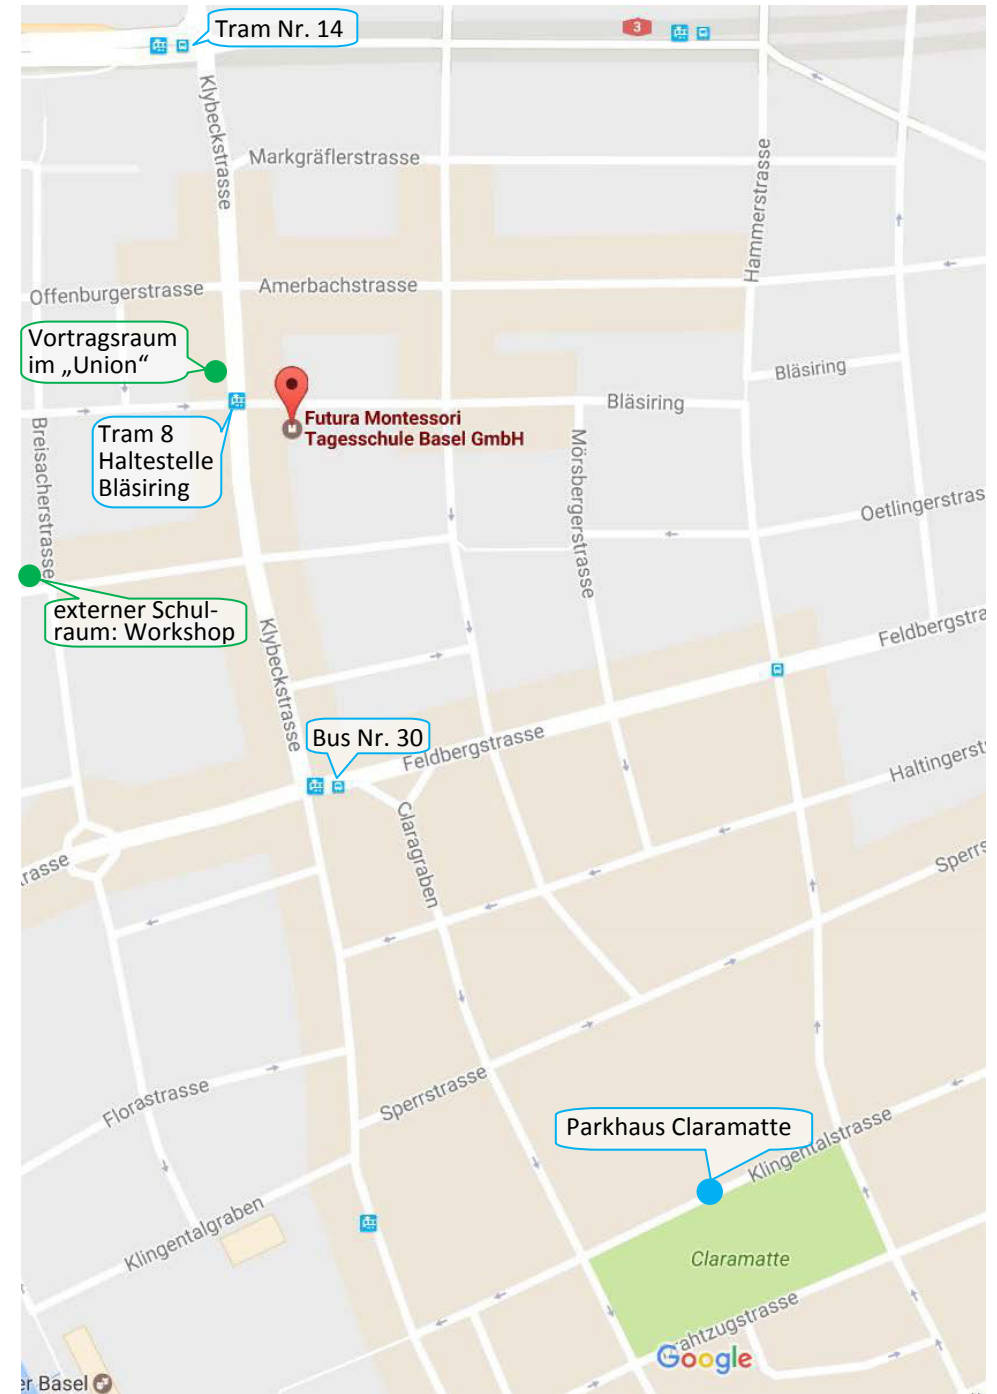 Tram Nr. 14
3
Klybeckstrasse
Markgräflerstrasse
Hammerstrasse
Offenburgerstrasse
Amerbachstrasse
Vortragsraum
im „Union“
Bläsiring
Bläsiring
Futura Montessori
Tagesschule Basel GmbH
Tram 8
Haltestelle
Bläsiring
Breisacherstrasse
Mörsbergerstrasse
Oetlingerstras
externer Schul-
raum: Workshop
Klybeckstrasse
Feldbergstra
Bus Nr. 30
Feldbergstrasse
Haltingerst
Claragraben
rasse
Sperrs
Florastrasse
Sperrstrasse
Parkhaus Claramatte
Klingentalstrasse
Klingentalgraben
Claramatte
ahtzugstrasse
Google
er Basel